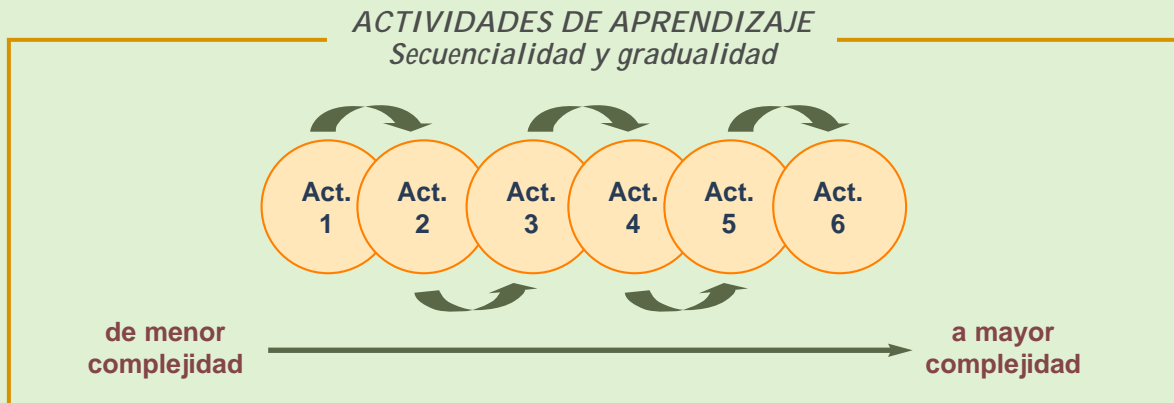 ACTIVIDADES DE APRENDIZAJE
Secuencialidad y gradualidad
Act.
1
Act.
2
Act.
3
Act.
4
Act.
5
Act.
6
de menor
complejidad
a mayor
complejidad